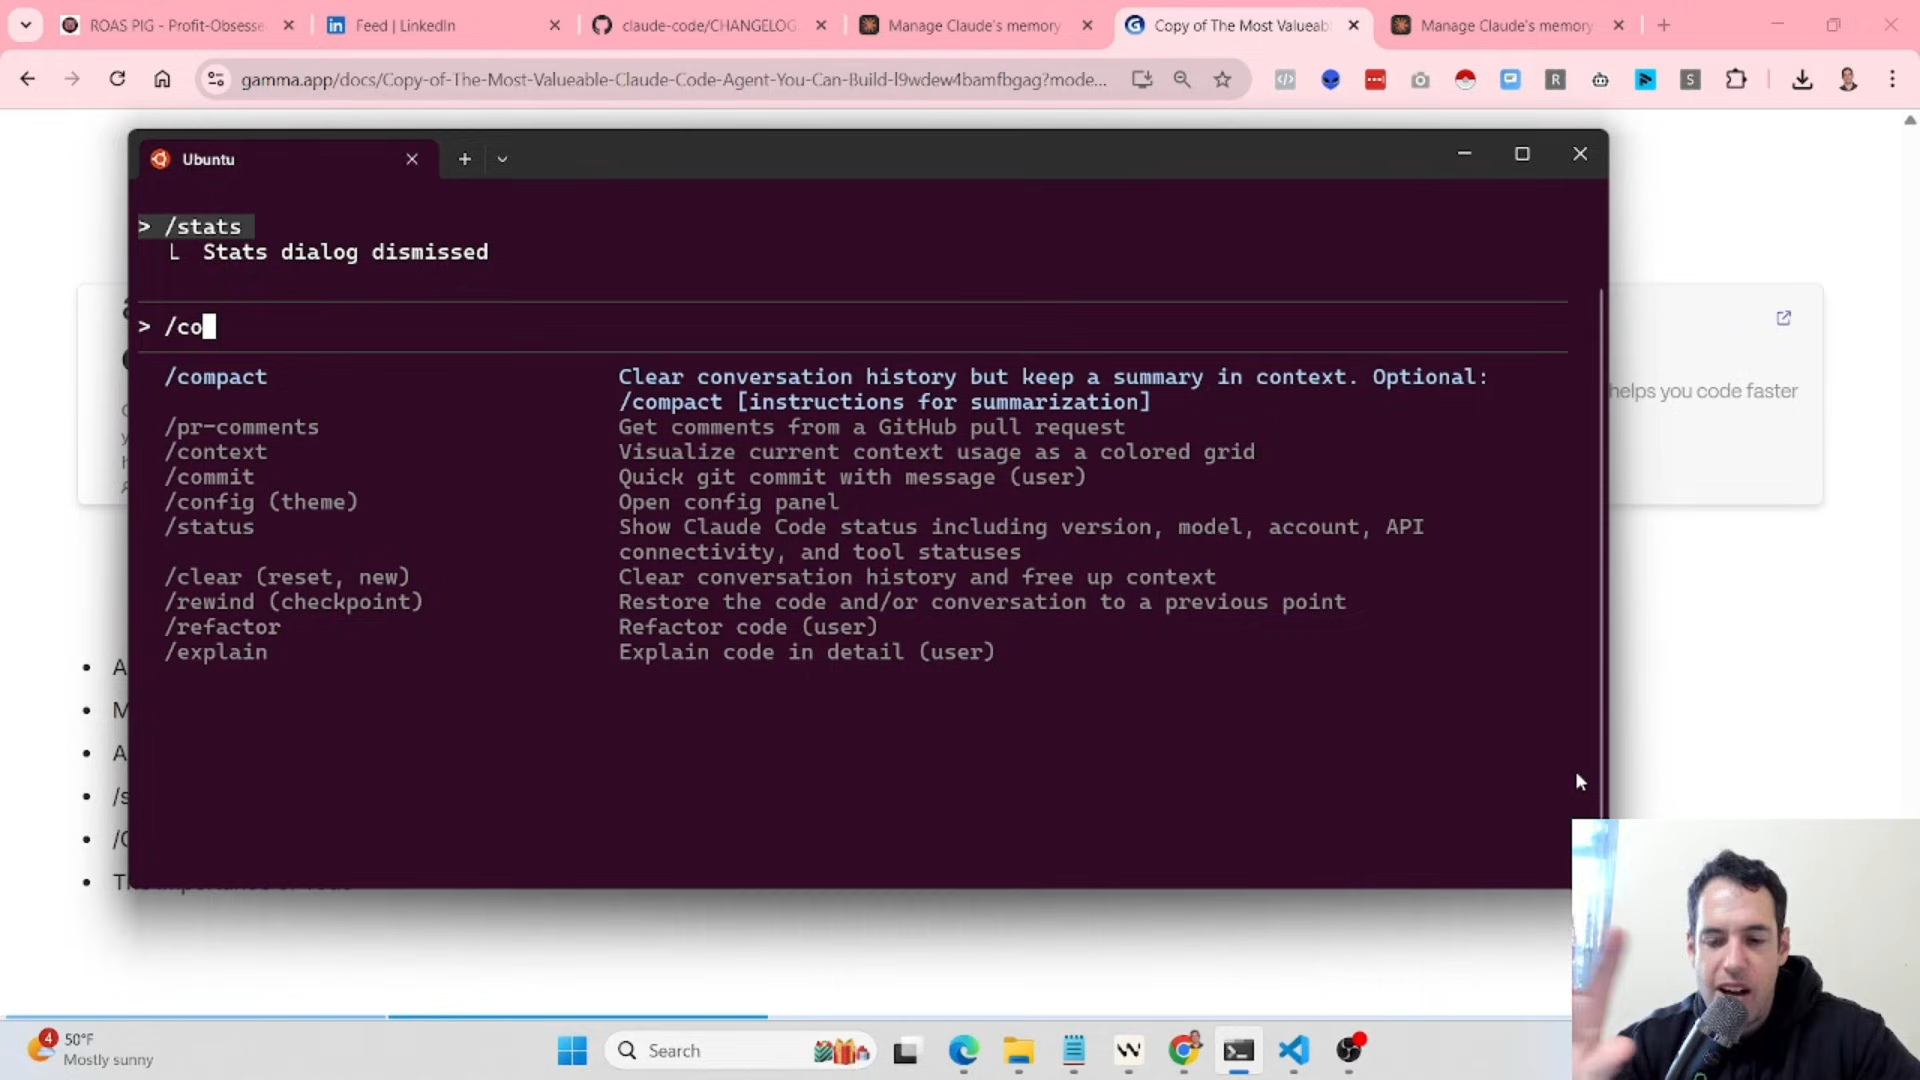 ROAS PIG - Profit-Obsesse
Feed | LinkedIn
claude-code/CHANGELOG
Manage Claude's memory
Copy of The Most Valueab
Manage Claude's memory
gamma.app/docs/Copy-of-The-Most-Valueable-Claude-Code-Agent-You-Can-Build-l9wdew4bamfbgag?mode...
Ubuntu
> /stats
L Stats dialog dismissed
> /co
/compact Clear conversation history but keep a summary in context. Optional:
/compact [instructions for summarization]
/pr-comments Get comments from a GitHub pull request
/context Visualize current context usage as a colored grid
/commit Quick git commit with message (user)
/config (theme) Open config panel
/status Show Claude Code status including version, model, account, API
connectivity, and tool statuses
/clear (reset, new) Clear conversation history and free up context
/rewind (checkpoint) Restore the code and/or conversation to a previous point
/refactor Refactor code (user)
/explain Explain code in detail (user)
helps you code faster
4
50°F
Mostly sunny
Search